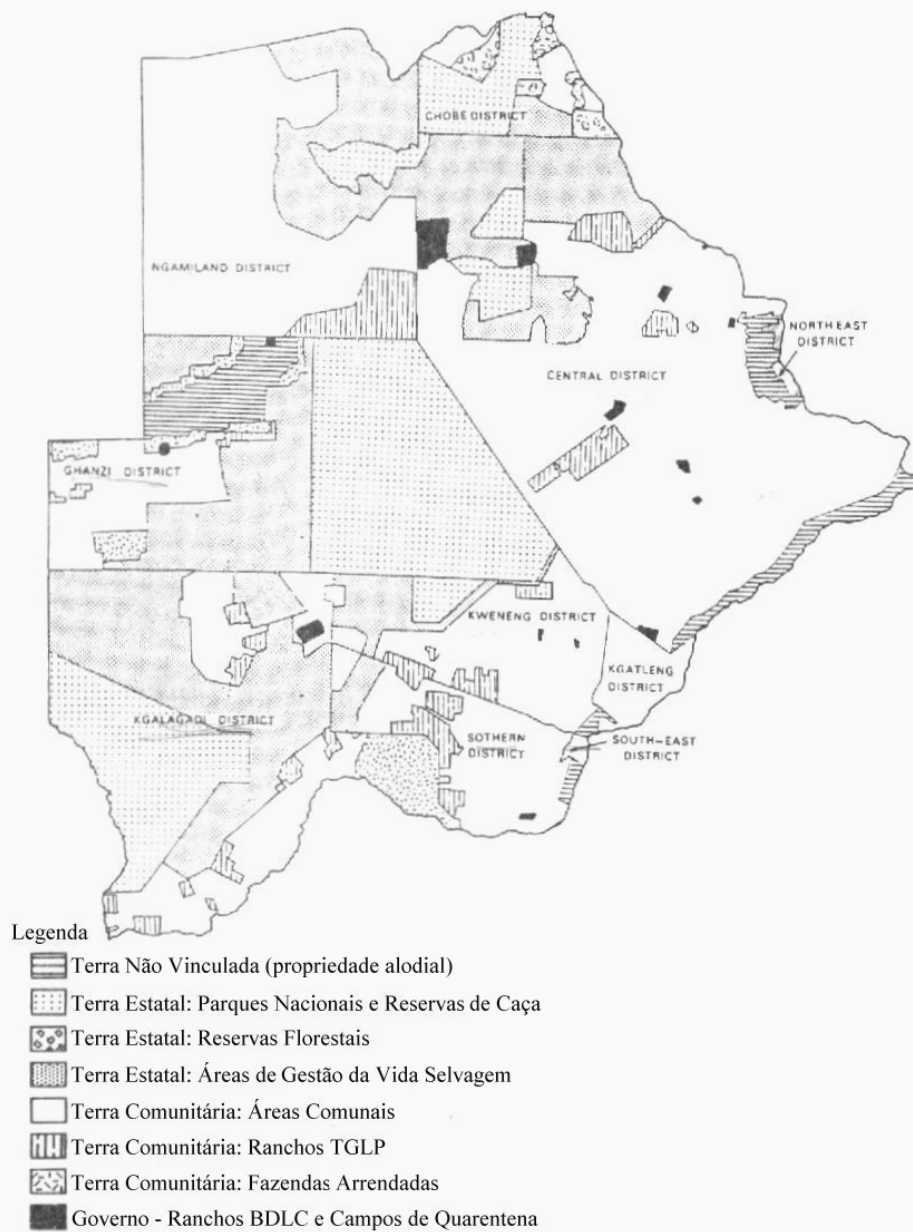 CHOBE DISTRICT
NGAMILAND DISTRICT
NORTH EAST
DISTRICT
CENTRAL DISTRICT
GHANZI DISTRICT
KWENENG DISTRICT
KGATLENG
DISTRICT
KGALAGADI DISTRICT
SOTHERN
DISTRICT
SOUTH-EAST
DISTRICT
Legenda
Terra Não Vinculada (propriedade alodial)
Terra Estatal: Parques Nacionais e Reservas de Caça
Terra Estatal: Reservas Florestais
Terra Estatal: Áreas de Gestão da Vida Selvagem
Terra Comunitária: Áreas Comunais
Terra Comunitária: Ranchos TGLP
Terra Comunitária: Fazendas Arrendadas
Governo - Ranchos BDLC e Campos de Quarentena